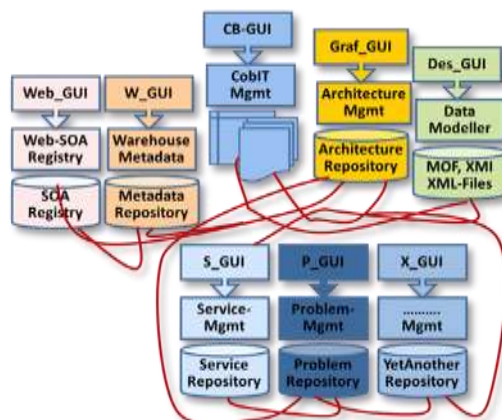 CB-GUI
CobIT
Mgmt
Graf_GUI
Architecture
Mgmt
Architecture
Repository
Des_GUI
Data
Modeller
MOF, XMI
XML-Files
Web_GUI
Web-SOA
Registry
SOA
Registry
W_GUI
Warehouse
Metadata
Metadata
Repository
S_GUI
Service-
Mgmt
Service
Repository
P_GUI
Problem-
Mgmt
Problem
Repository
X_GUI
..........
Mgmt
YetAnother
Repository